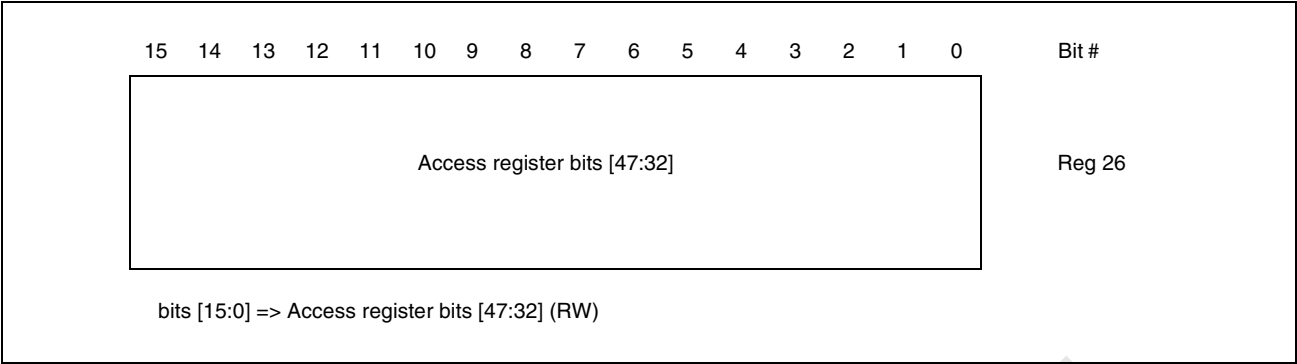 15 14 13 12 11 10 9 8 7 6 5 4 3 2 1 0 Bit #
Access register bits [47:32] Reg 26
bits [15:0] => Access register bits [47:32] (RW)